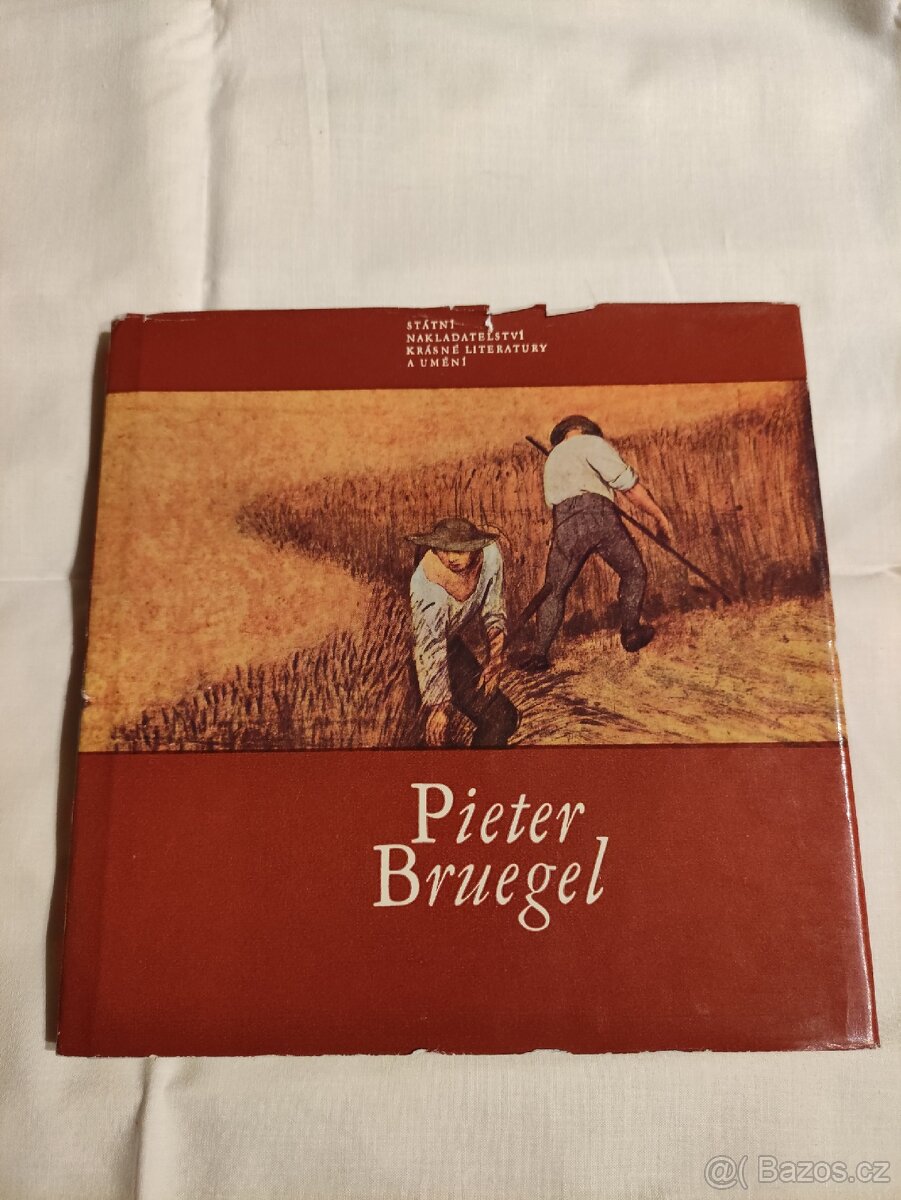 STÁTNÍ
NAKLADATELSTVÍ
KRÁSNÉ LITERATURY
A UMĚNÍ
Pieter
Bruegel
@( Bazos.cz